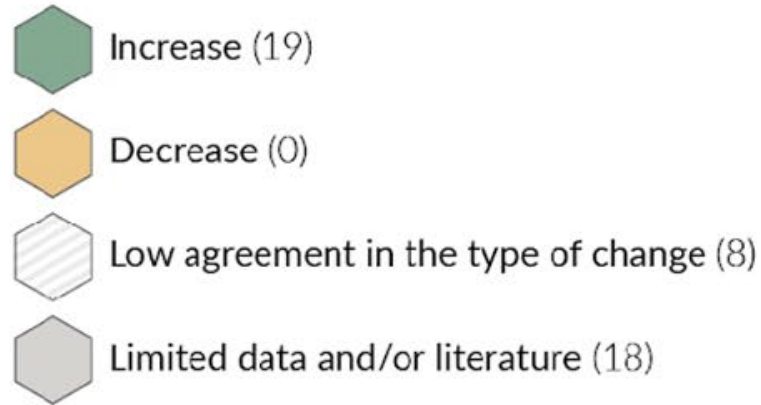 Increase (19)
Decrease (0)
Low agreement in the type of change (8)
Limited data and/or literature (18)